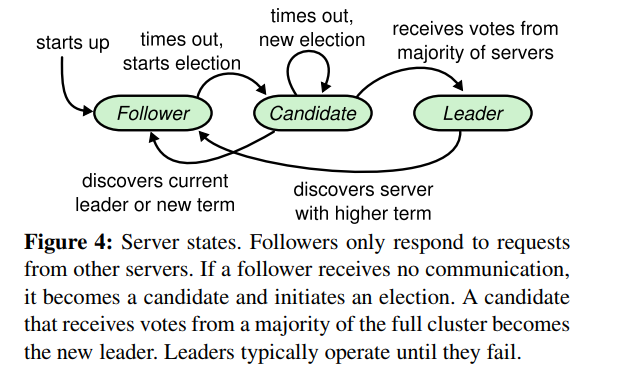 starts up
times out,
starts election
times out,
new election
receives votes from
majority of servers
Follower
Candidate
Leader
discovers current
leader or new term
discovers server
with higher term
Figure 4: Server states. Followers only respond to requests
from other servers. If a follower receives no communication,
it becomes a candidate and initiates an election. A candidate
that receives votes from a majority of the full cluster becomes
the new leader. Leaders typically operate until they fail.